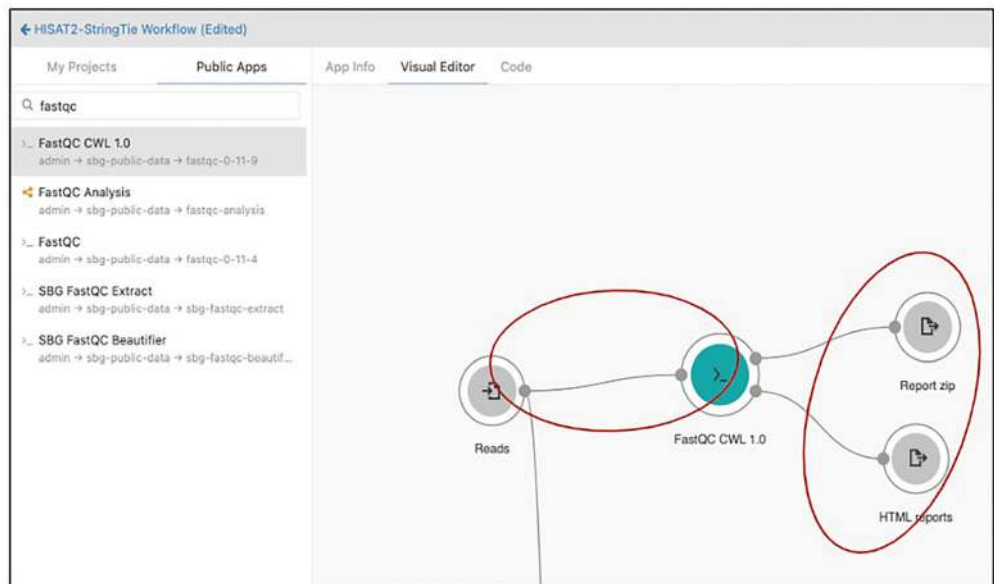 HISAT2-StringTie Workflow (Edited)
My Projects
Public Apps
App Info
Visual Editor
Code
fastqc
FastQC CWL 1.0
admin → sbg-public-data → fastqc-0-11-9
FastQC Analysis
admin → sbg-public-data → fastqc-analysis
FastQC
admin → sbg-public-data → fastqc-0-11-4
SBG FastQC Extract
admin → sbg-public-data → sbg-fastqc-extract
SBG FastQC Beautifier
admin → sbg-public-data → sbg-fastqc-beautif...
Reads
FastQC CWL 1.0
Report zip
HTML reports